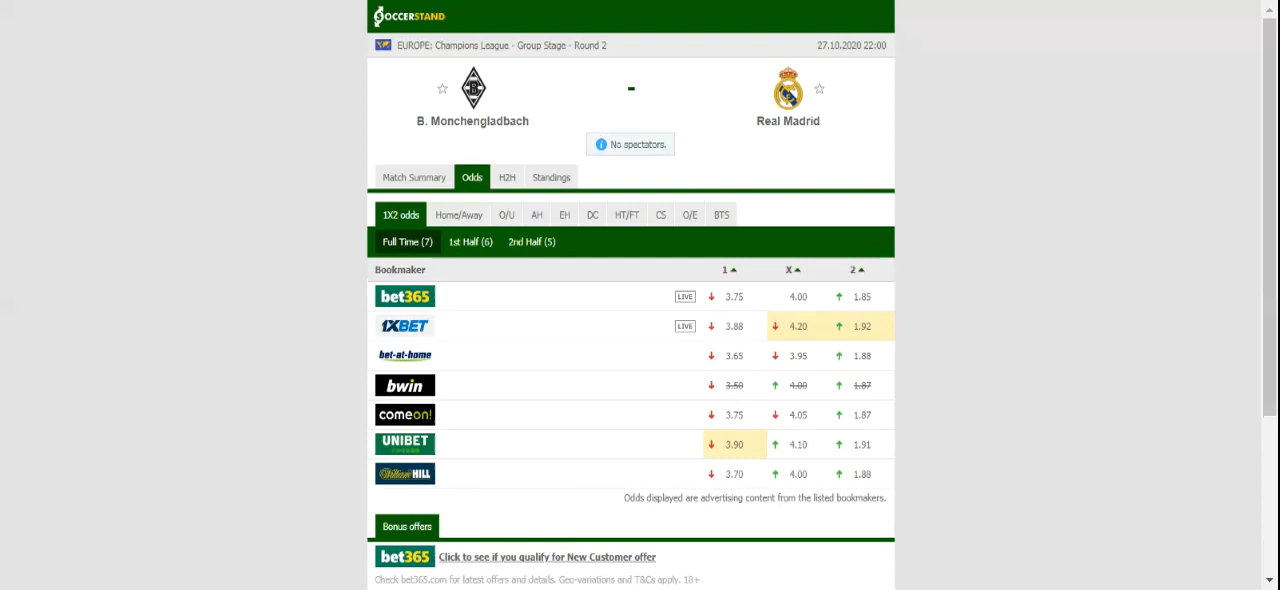 SOCCERSTAND
EUROPE: Champions League - Group Stage - Round 2 27.10.2020 22:00
-
B. Monchengladbach Real Madrid
No spectators.
Match Summary Odds H2H Standings
1X2 odds Home/Away O/U AH EH DC HT/FT CS O/E BTS
Full Time (7) 1st Half (6) 2nd Half (5)
Bookmaker 1 X 2
bet365 LIVE 3.75 4.00 1.85
1XBET LIVE 3.88 4.20 1.92
bet-at-home 3.65 3.95 1.88
bwin 3.50 4.00 1.87
comeon! 3.75 4.05 1.87
UNIBET 3.90 4.10 1.91
William HILL 3.70 4.00 1.88
Odds displayed are advertising content from the listed bookmakers.
Bonus offers
bet365 Click to see if you qualify for New Customer offer
Check bet365.com for latest offers and details. Geo-variations and T&Cs apply. 18+